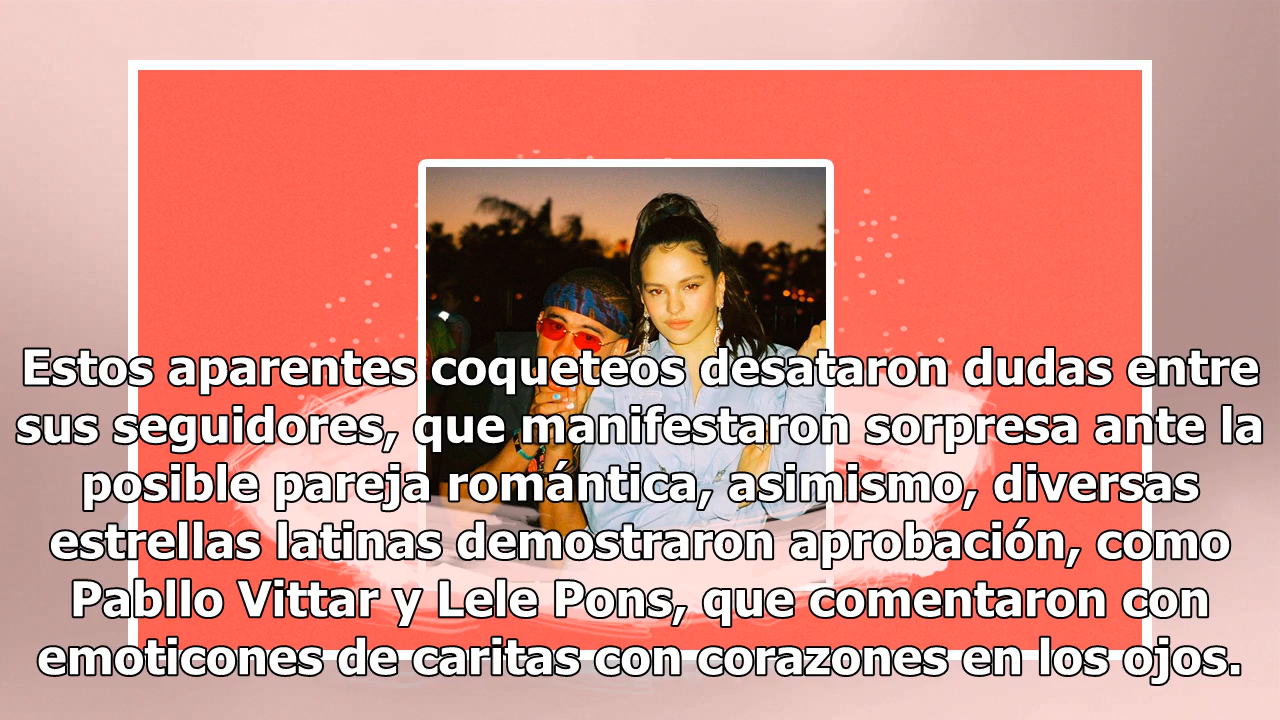 Estos aparentes coqueteos desataron dudas entre
sus seguidores, que manifestaron sorpresa ante la
posible pareja romántica, asimismo, diversas
estrellas latinas demostraron aprobación, como
Pabllo Vittar y Lele Pons, que comentaron con
emoticones de caritas con corazones en los ojos.